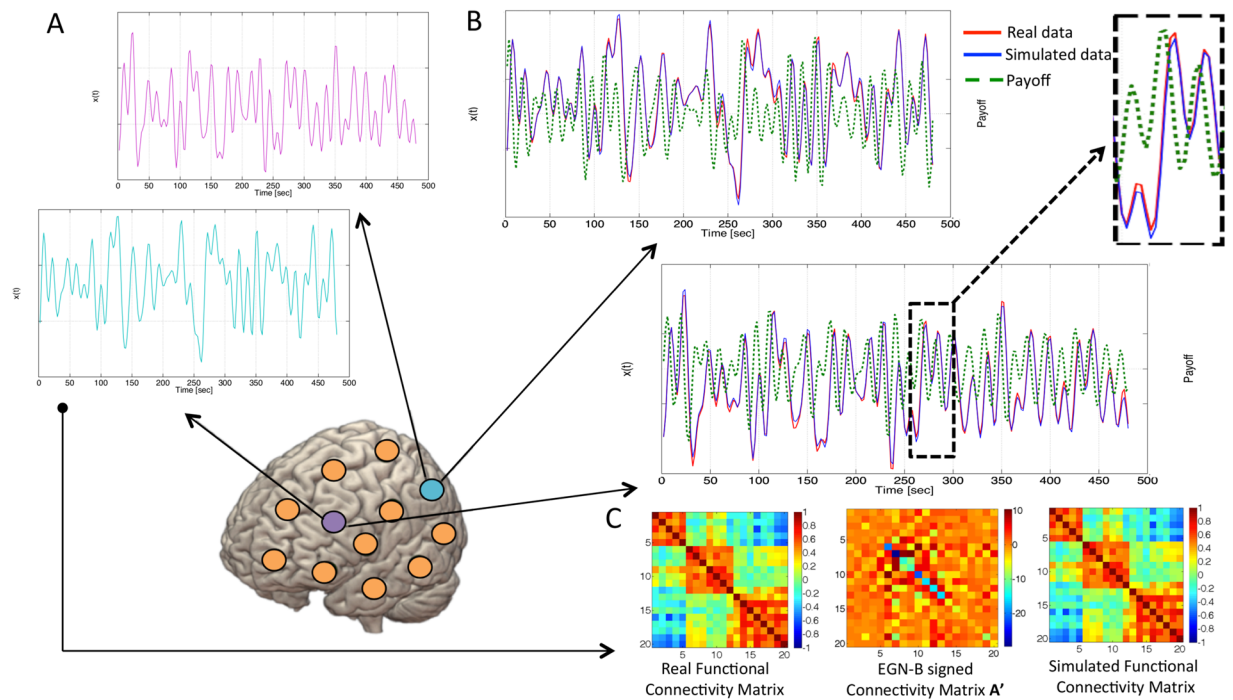 A
x(t)
0 50 100 150 200 250 300 350 400 450 500
Time [sec]
x(t)
0 50 100 150 200 250 300 350 400 450 500
Time [sec]
B
x(t)
0 50 100 150 200 250 300 350 400 450 500
Time [sec]
Payoff
Real data
Simulated data
Payoff
x(t)
0 50 100 150 200 250 300 350 400 450 500
Time [sec]
Payoff
C
5
10
15
20
5 10 15 20
1
0.8
0.6
0.4
0.2
0
-0.2
-0.4
-0.6
-0.8
-1
Real Functional
Connectivity Matrix
5
10
15
20
5 10 15 20
10
0
-10
-20
EGN-B signed
Connectivity Matrix A’
5
10
15
20
5 10 15 20
1
0.8
0.6
0.4
0.2
0
-0.2
-0.4
-0.6
-0.8
-1
Simulated Functional
Connectivity Matrix